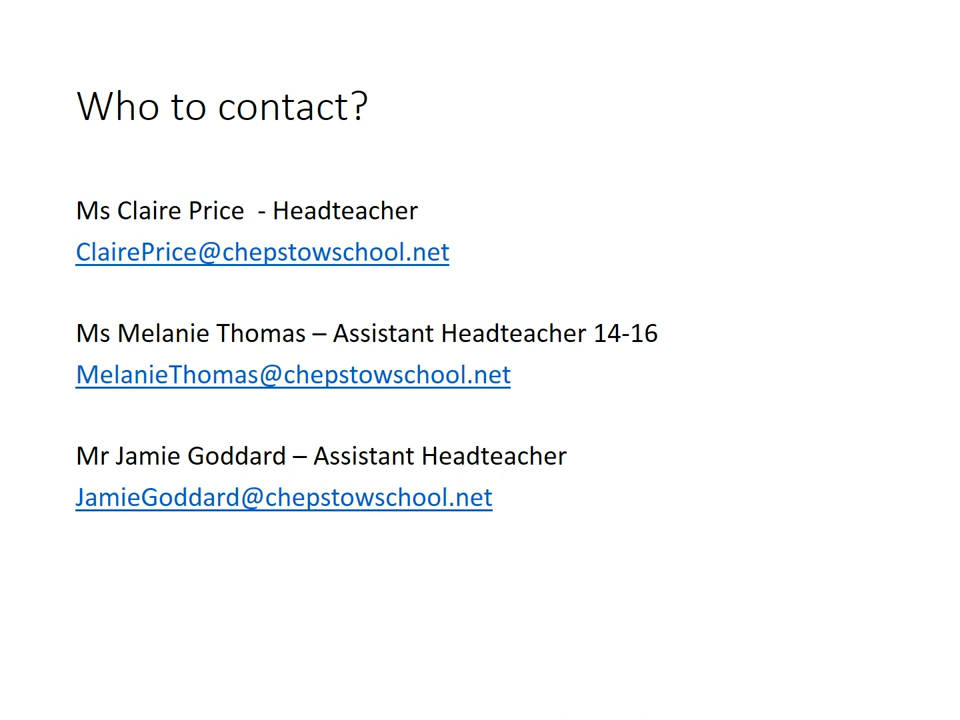 Who to contact?
Ms Claire Price  - Headteacher
ClairePrice@chepstowschool.net
Ms Melanie Thomas – Assistant Headteacher 14-16
MelanieThomas@chepstowschool.net
Mr Jamie Goddard – Assistant Headteacher
JamieGoddard@chepstowschool.net